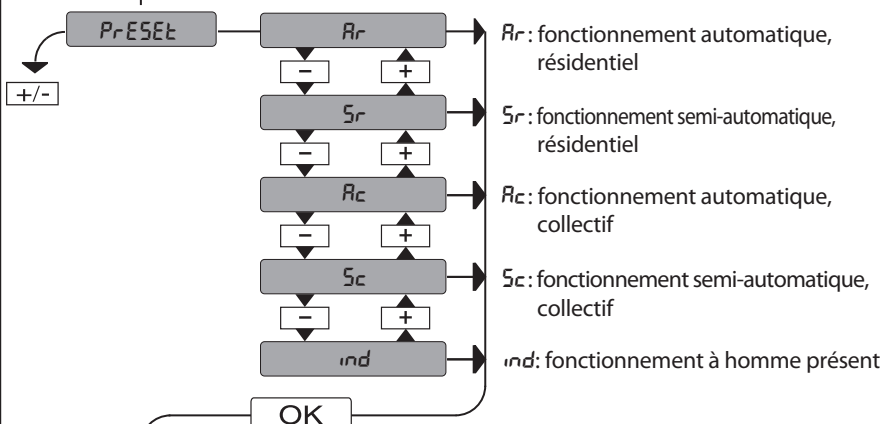 PrESEt
Ar
Ar: fonctionnement automatique,
résidentiel
+/-
- +
Sr
Sr: fonctionnement semi-automatique,
résidentiel
- +
Ac
Ac: fonctionnement automatique,
collectif
- +
Sc
Sc: fonctionnement semi-automatique,
collectif
- +
ind
ind: fonctionnement à homme présent
OK